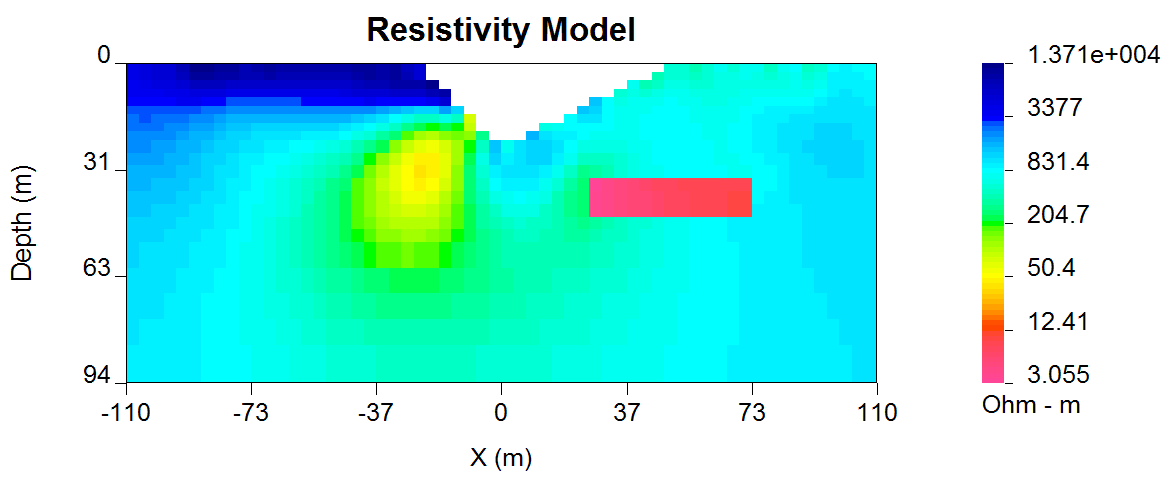 Resistivity Model
0
31
63
94
Depth (m)
-110 -73 -37 0 37 73 110
X (m)
1.371e+004
3377
831.4
204.7
50.4
12.41
3.055
Ohm - m